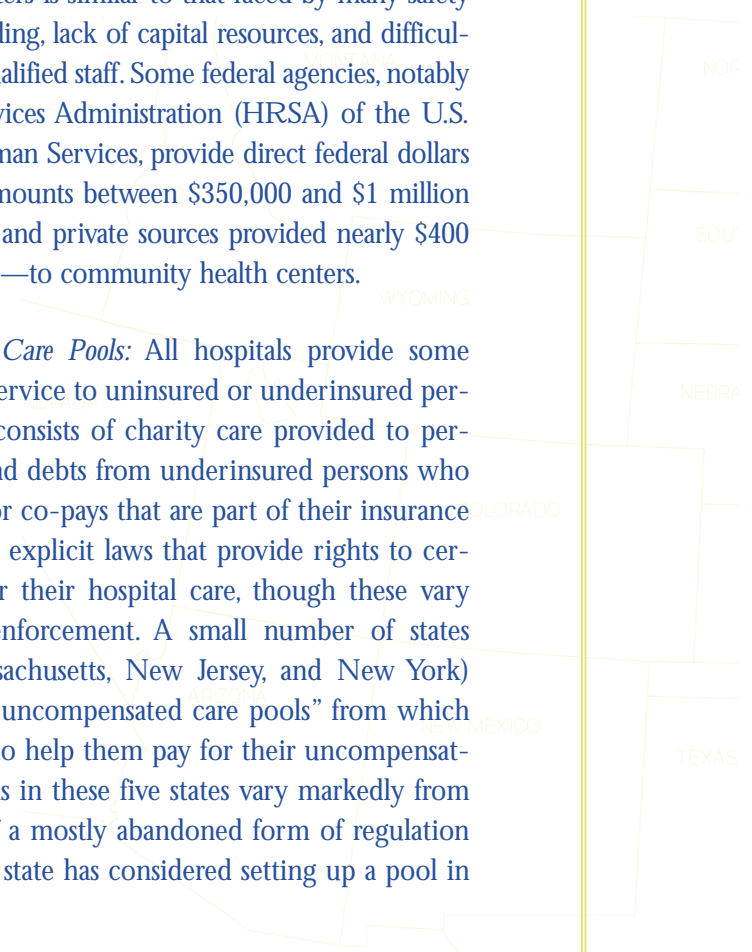 ters is similar to that faced by many safety
ding, lack of capital resources, and difficul-
alified staff. Some federal agencies, notably
vices Administration (HRSA) of the U.S.
man Services, provide direct federal dollars
mounts between $350,000 and $1 million
and private sources provided nearly $400
—to community health centers.
Care Pools: All hospitals provide some
ervice to uninsured or underinsured per-
consists of charity care provided to per-
d debts from underinsured persons who
or co-pays that are part of their insurance
explicit laws that provide rights to cer-
r their hospital care, though these vary
enforcement. A small number of states
sachusetts, New Jersey, and New York)
uncompensated care pools” from which
o help them pay for their uncompensat-
s in these five states vary markedly from
f a mostly abandoned form of regulation
state has considered setting up a pool in
MONTANA
NOR
SOU
WYOMING
NEBRA
COLORADO
ARIZONA
NEW MEXICO
TEXAS